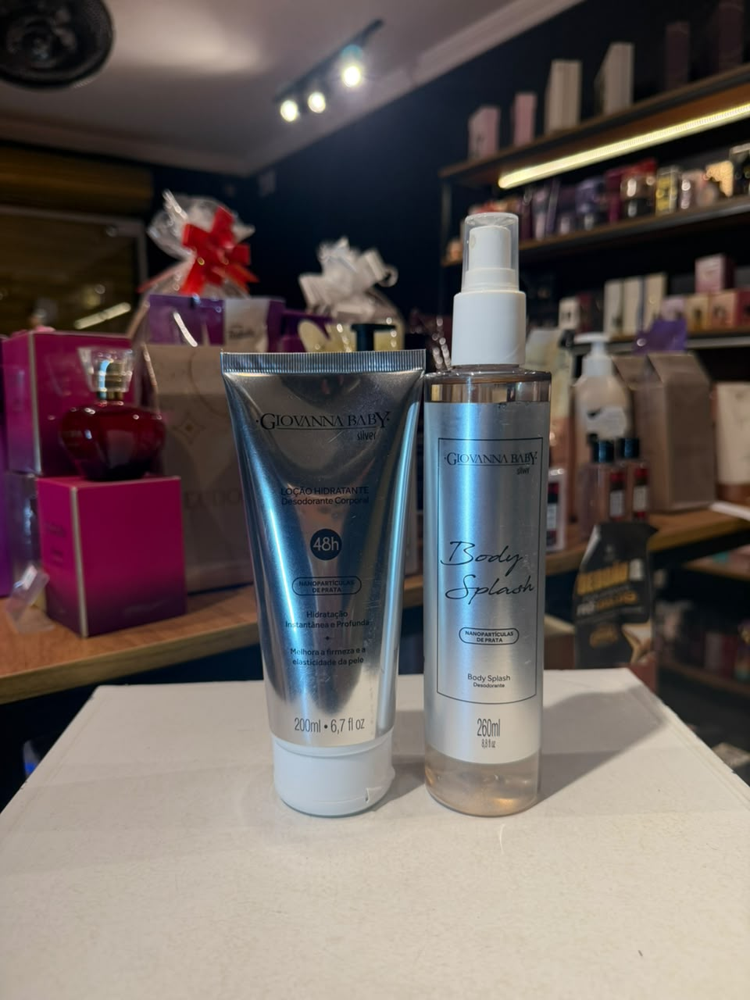 GIOVANNA BABY
silver
LOÇÃO HIDRATANTE
Desodorante Corporal
48h
NANOPARTÍCULAS
DE PRATA
Hidratação
Instantânea e Profunda
Melhora a firmeza e a
elasticidade da pele
200ml • 6,7 fl oz
GIOVANNA BABY
silver
Body
Splash
NANOPARTÍCULAS
DE PRATA
Body Splash
Desodorante
260ml
8,8 fl oz